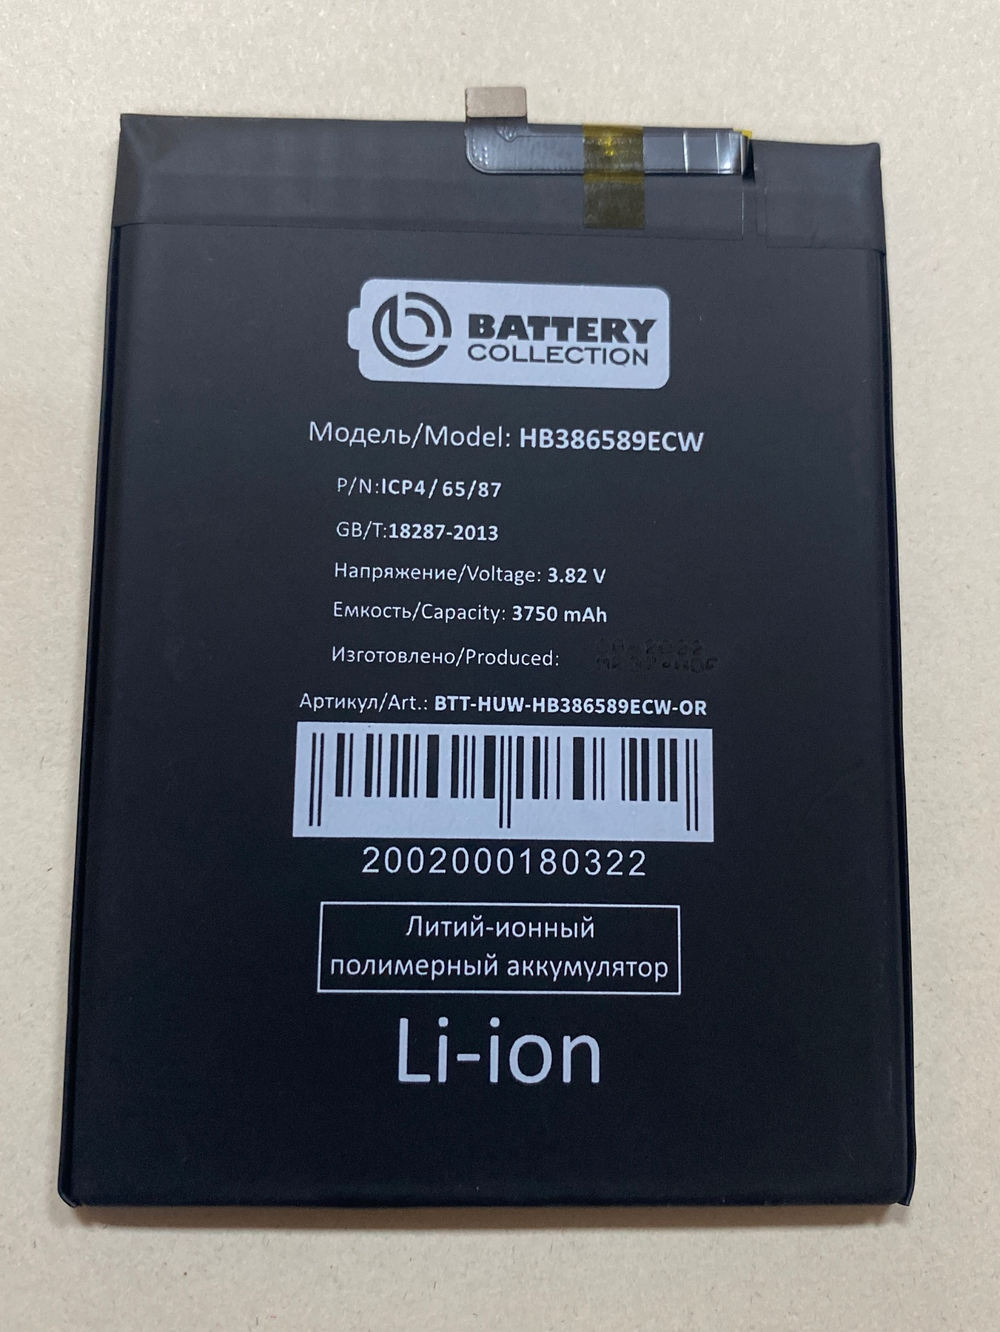 BATTERY
COLLECTION
Модель/Model: HB386589ECW
P/N:ICP4/65/87
GB/T:18287-2013
Напряжение/Voltage: 3.82 V
Емкость/Capacity: 3750 mAh
Изготовлено/Produced:
Артикул/Art.: BTT-HUW-HB386589ECW-OR
2002000180322
Литий-ионный
полимерный аккумулятор
Li-ion